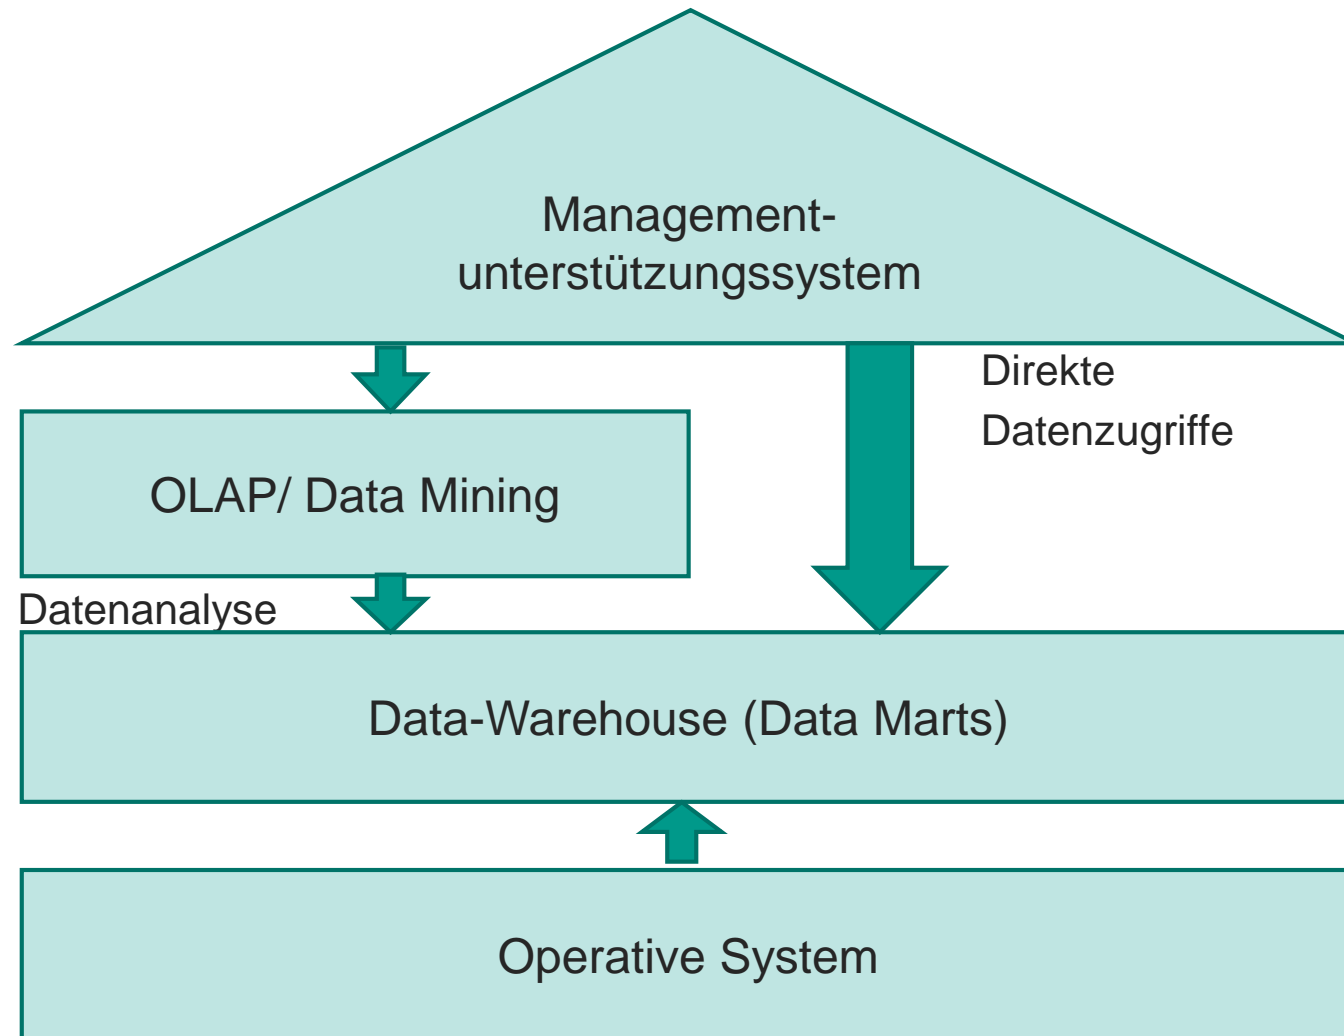 Management-
unterstützungssystem
Direkte
Datenzugriffe
OLAP/ Data Mining
Datenanalyse
Data-Warehouse (Data Marts)
Operative System